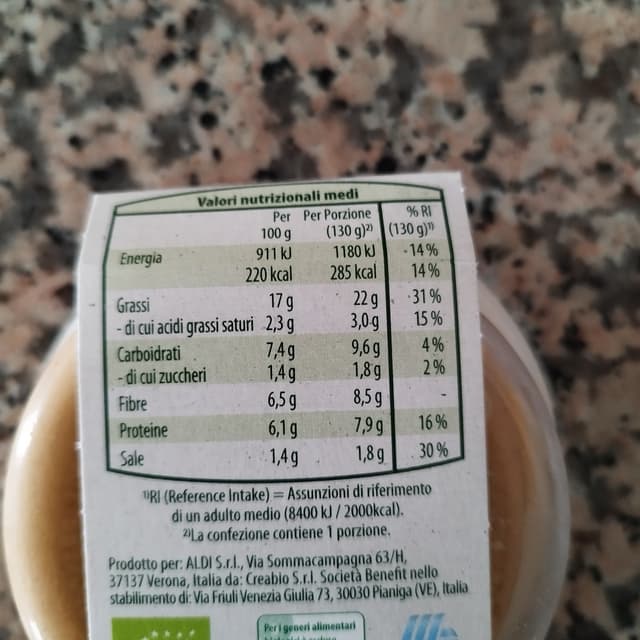 Valori nutrizionali medi
Per 100 g Per Porzione (130 g)²⁾ % RI (130 g)¹⁾
Energia 911 kJ 1180 kJ 14 %
220 kcal 285 kcal 14 %
Grassi 17 g 22 g 31 %
- di cui acidi grassi saturi 2,3 g 3,0 g 15 %
Carboidrati 7,4 g 9,6 g 4 %
- di cui zuccheri 1,4 g 1,8 g 2 %
Fibre 6,5 g 8,5 g -
Proteine 6,1 g 7,9 g 16 %
Sale 1,4 g 1,8 g 30 %
¹⁾RI (Reference Intake) = Assunzioni di riferimento
di un adulto medio (8400 kJ / 2000kcal).
²⁾La confezione contiene 1 porzione.
Prodotto per: ALDI S.r.l., Via Sommacampagna 63/H,
37137 Verona, Italia da: Creabio S.r.l. Società Benefit nello
stabilimento di: Via Friuli Venezia Giulia 73, 30030 Pianiga (VE), Italia
Per i generi alimentari